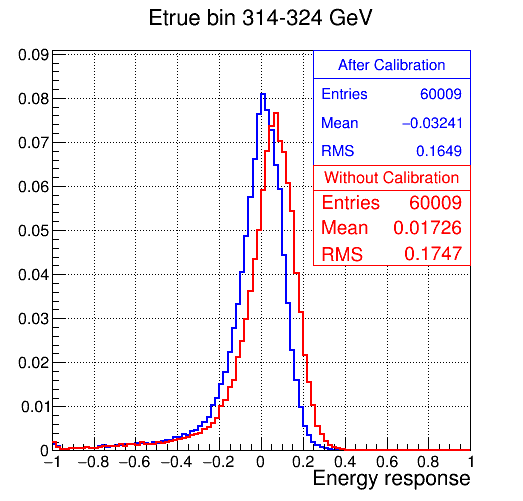 Etrue bin 314-324 GeV
0.09
0.08
0.07
0.06
0.05
0.04
0.03
0.02
0.01
0
After Calibration
Entries 60009
Mean −0.03241
RMS 0.1649
Without Calibration
Entries 60009
Mean 0.01726
RMS 0.1747
−1 −0.8 −0.6 −0.4 −0.2 0 0.2 0.4 0.6 0.8 1
Energy response